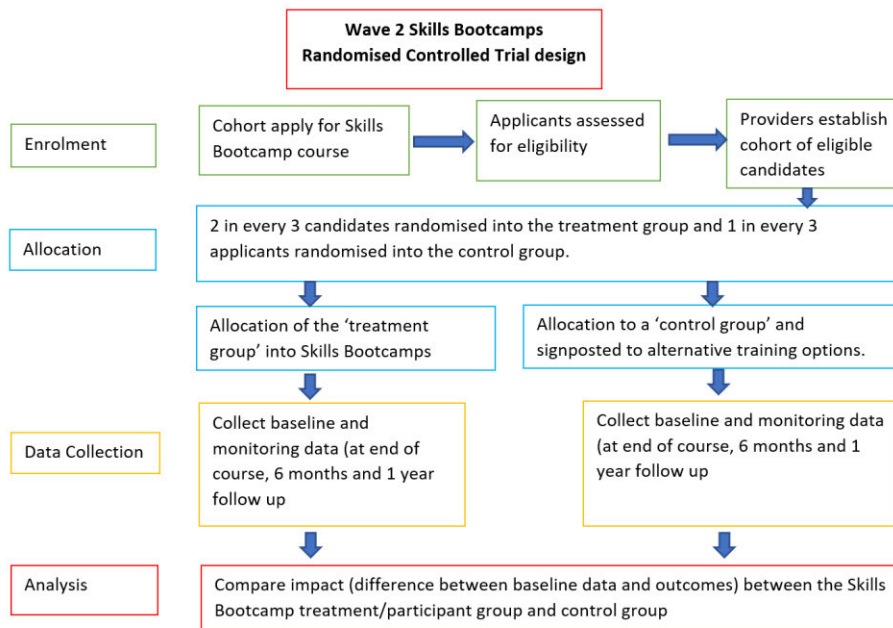 Wave 2 Skills Bootcamps
Randomised Controlled Trial design
Enrolment
Cohort apply for Skills
Bootcamp course
Applicants assessed
for eligibility
Providers establish
cohort of eligible
candidates
Allocation
2 in every 3 candidates randomised into the treatment group and 1 in every 3
applicants randomised into the control group.
Allocation of the ‘treatment
group’ into Skills Bootcamps
Allocation to a ‘control group’ and
signposted to alternative training options.
Data Collection
Collect baseline and
monitoring data (at end of
course, 6 months and 1 year
follow up
Collect baseline and monitoring data
(at end of course, 6 months and 1
year follow up
Analysis
Compare impact (difference between baseline data and outcomes) between the Skills
Bootcamp treatment/participant group and control group